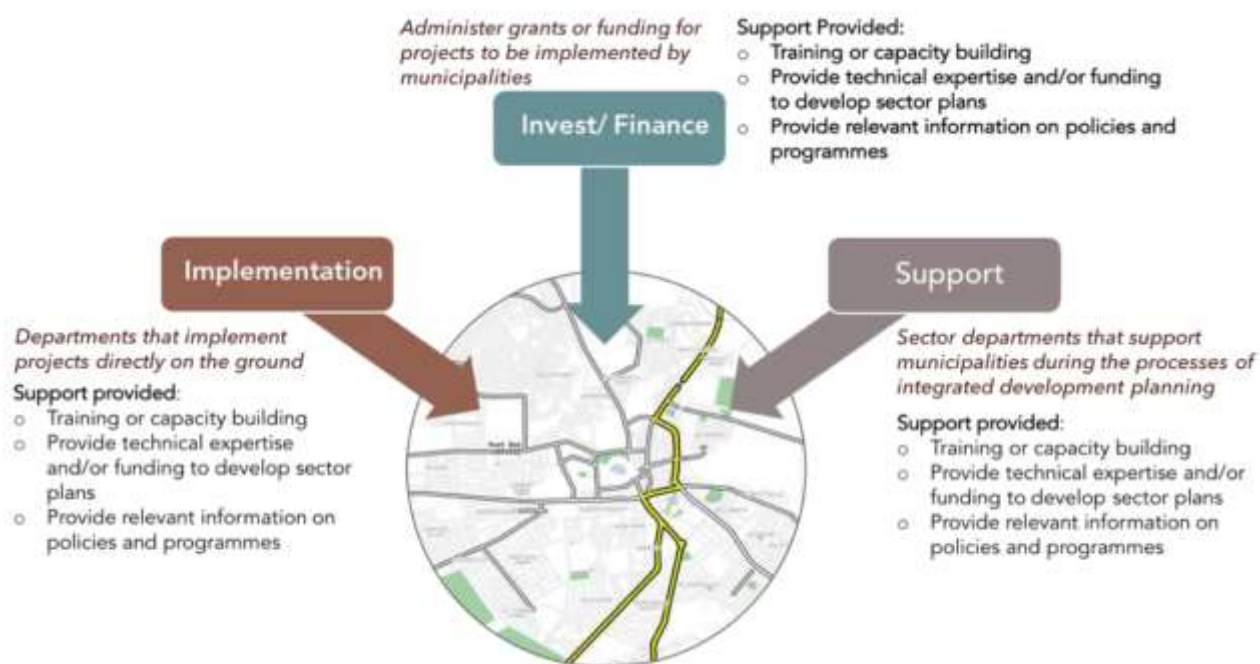 Administer grants or funding for
projects to be implemented by
municipalities
Support Provided:
o Training or capacity building
o Provide technical expertise and/or funding
to develop sector plans
o Provide relevant information on policies and
programmes
Invest/ Finance
Implementation
Support
Departments that implement
projects directly on the ground
Support provided:
o Training or capacity building
o Provide technical expertise
and/or funding to develop sector
plans
o Provide relevant information on
policies and programmes
Sector departments that support
municipalities during the processes of
integrated development planning
Support provided:
o Training or capacity building
o Provide technical expertise and/or
funding to develop sector plans
o Provide relevant information on
policies and programmes